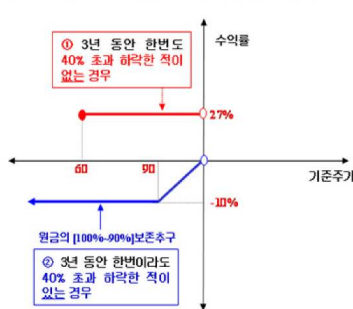 ① 3년 동안 한번도
40% 초과 하락한 적이
없는 경우
수익률
27%
60
90
기준주가
-10%
원금의 [100%~90%]보존추구
② 3년 동안 한번이라도
40% 초과 하락한 적이
있는 경우